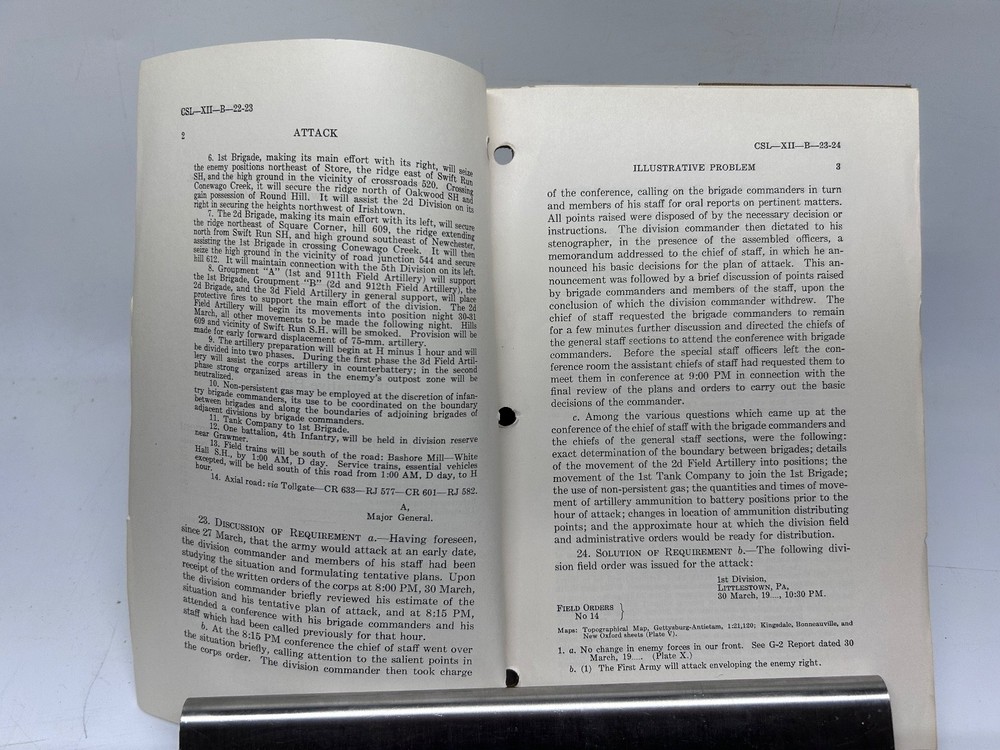 CSL—XII—B—22-23
2 ATTACK
6. 1st Brigade, making its main effort with its right, will seize
the enemy positions northeast of Store, the ridge east of Swift Run
SH, and the high ground in the vicinity of crossroads 520. Crossing
Conewago Creek, it will secure the ridge north of Oakwood SH and
gain possession of Round Hill. It will assist the 2d Division on its
right in securing the heights northwest of Irishtown.
7. The 2d Brigade, making its main effort with its left, will secure
the ridge northeast of Square Corner, hill 609, the ridge extending
north from Swift Run SH, and high ground southeast of Newchester,
assisting the 1st Brigade in crossing Conewago Creek. It will then
seize the high ground in the vicinity of road junction 544 and secure
hill 612. It will maintain connection with the 5th Division on its left.
8. Groupment "A" (1st and 911th Field Artillery) will support
the 1st Brigade, Groupment "B" (2d and 912th Field Artillery), the
2d Brigade, and the 3d Field Artillery in general support, will place
protective fires to support the main effort of the division. The 2d
Field Artillery will begin its movements into position night 30-31
March, all other movements to be made the following night. Hills
609 and vicinity of Swift Run S.H. will be smoked. Provision will be
made for early forward displacement of 75-mm. artillery.
9. The artillery preparation will begin at H minus 1 hour and will
be divided into two phases. During the first phase the 3d Field Artil-
lery will assist the corps artillery in counterbattery; in the second
phase strong organized areas in the enemy's outpost zone will be
neutralized.
10. Non-persistent gas may be employed at the discretion of infan-
try brigade commanders, its use to be coordinated on the boundary
between brigades and along the boundaries of adjoining brigades of
adjacent divisions by brigade commanders.
11. Tank Company to 1st Brigade.
12. One battalion, 4th Infantry, will be held in division reserve
near Grawmer.
13. Field trains will be south of the road: Bashore Mill—White
Hall S.H., by 1:00 AM, D day. Service trains, essential vehicles
excepted, will be held south of this road from 1:00 AM, D day, to H
hour.
14. Axial road: via Tollgate—CR 633—RJ 577—CR 601—RJ 582.
A,
Major General.
23. DISCUSSION OF REQUIREMENT a.—Having foreseen,
since 27 March, that the army would attack at an early date,
the division commander and members of his staff had been
studying the situation and formulating tentative plans. Upon
receipt of the written orders of the corps at 8:00 PM, 30 March,
the division commander briefly reviewed his estimate of the
situation and his tentative plan of attack, and at 8:15 PM,
attended a conference with his brigade commanders and his
staff which had been called previously for that hour.
b. At the 8:15 PM conference the chief of staff went over
the situation briefly, calling attention to the salient points in
the corps order. The division commander then took charge
CSL—XII—B—23-24
ILLUSTRATIVE PROBLEM 3
of the conference, calling on the brigade commanders in turn
and members of his staff for oral reports on pertinent matters.
All points raised were disposed of by the necessary decision or
instructions. The division commander then dictated to his
stenographer, in the presence of the assembled officers, a
memorandum addressed to the chief of staff, in which he an-
nounced his basic decisions for the plan of attack. This an-
nouncement was followed by a brief discussion of points raised
by brigade commanders and members of the staff, upon the
conclusion of which the division commander withdrew. The
chief of staff requested the brigade commanders to remain
for a few minutes further discussion and directed the chiefs of
the general staff sections to attend the conference with brigade
commanders. Before the special staff officers left the con-
ference room the assistant chiefs of staff had requested them to
meet them in conference at 9:00 PM in connection with the
final review of the plans and orders to carry out the basic
decisions of the commander.
c. Among the various questions which came up at the
conference of the chief of staff with the brigade commanders and
the chiefs of the general staff sections, were the following:
exact determination of the boundary between brigades; details
of the movement of the 2d Field Artillery into positions; the
movement of the 1st Tank Company to join the 1st Brigade;
the use of non-persistent gas; the quantities and times of move-
ment of artillery ammunition to battery positions prior to the
hour of attack; changes in location of ammunition distributing
points; and the approximate hour at which the division field
and administrative orders would be ready for distribution.
24. SOLUTION OF REQUIREMENT b.—The following divi-
sion field order was issued for the attack:
1st Division,
LITTLESTOWN, PA,
30 March, 19...., 10:30 PM.
FIELD ORDERS }
No 14
Maps: Topographical Map, Gettysburg-Antietam, 1:21,120; Kingsdale, Bonneauville, and
New Oxford sheets (Plate V).
1. a. No change in enemy forces in our front. See G-2 Report dated 30
March, 19.... (Plate X.)
b. (1) The First Army will attack enveloping the enemy right.